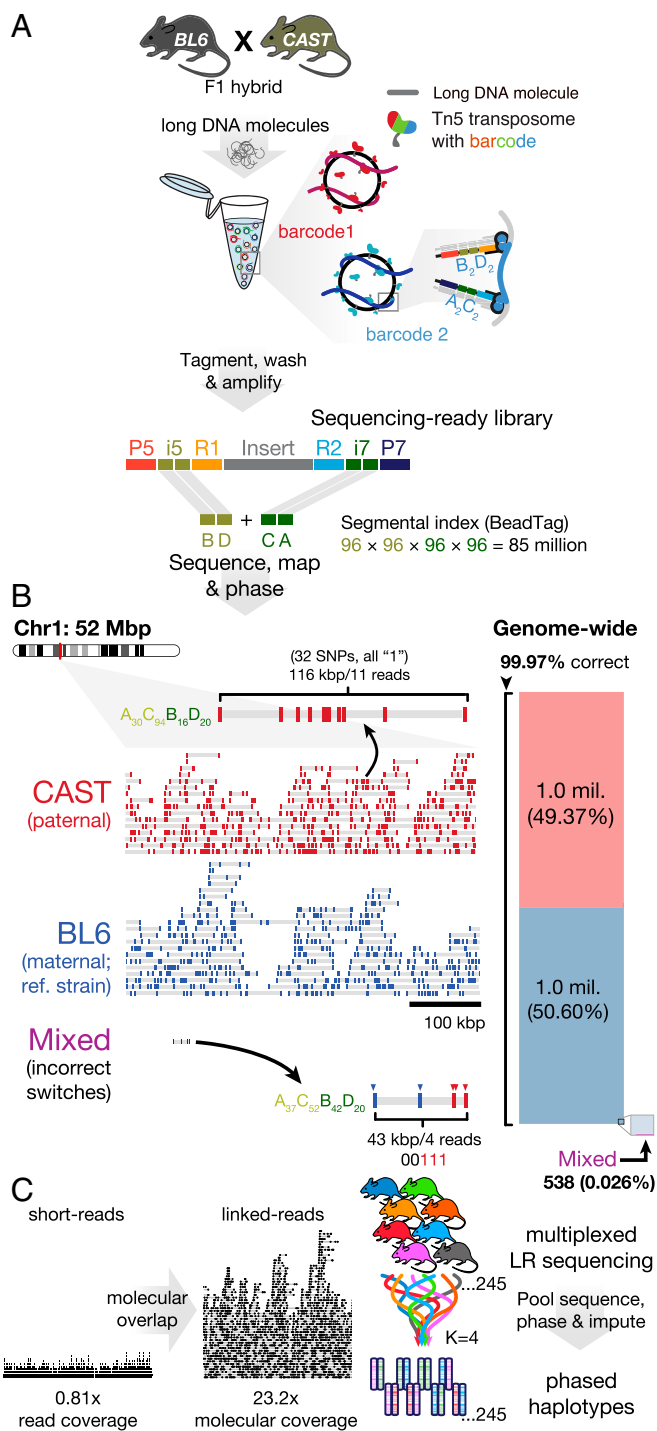 A
BL6 X CAST
F1 hybrid
long DNA molecules
Long DNA molecule
Tn5 transposome
with barcode
barcode1
B2D2
A2C2
barcode 2
Tagment, wash
& amplify
Sequencing-ready library
P5 i5 R1 Insert R2 i7 P7
+
B D C A
Segmental index (BeadTag)
96 × 96 × 96 × 96 = 85 million
Sequence, map
& phase
B
Chr1: 52 Mbp
(32 SNPs, all “1”)
116 kbp/11 reads
A30C94B16D20
CAST
(paternal)
BL6
(maternal;
ref. strain)
100 kbp
Mixed
(incorrect
switches)
A37C52B42D20
43 kbp/4 reads
00111
Genome-wide
99.97% correct
1.0 mil.
(49.37%)
1.0 mil.
(50.60%)
Mixed
538 (0.026%)
C
short-reads
linked-reads
molecular
overlap
0.81x
read coverage
23.2x
molecular coverage
...245
K=4
...245
multiplexed
LR sequencing
Pool sequence,
phase & impute
phased
haplotypes